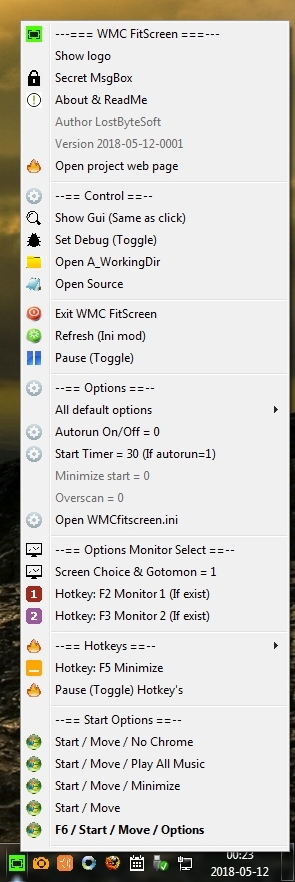 ---=== WMC FitScreen ===---
Show logo
Secret MsgBox
About & ReadMe
Author LostByteSoft
Version 2018-05-12-0001
Open project web page
--== Control ==--
Show Gui (Same as click)
Set Debug (Toggle)
Open A_WorkingDir
Open Source
Exit WMC FitScreen
Refresh (Ini mod)
Pause (Toggle)
--== Options ==--
All default options
Autorun On/Off = 0
Start Timer = 30 (If autorun=1)
Minimize start = 0
Overscan = 0
Open WMCfitscreen.ini
--== Options Monitor Select ==--
Screen Choice & Gotomon = 1
1 Hotkey: F2 Monitor 1 (If exist)
2 Hotkey: F3 Monitor 2 (If exist)
--== Hotkeys ==--
Hotkey: F5 Minimize
Pause (Toggle) Hotkey's
--== Start Options ==--
Start / Move / No Chrome
Start / Move / Play All Music
Start / Move / Minimize
Start / Move
F6 / Start / Move / Options
00:23
2018-05-12